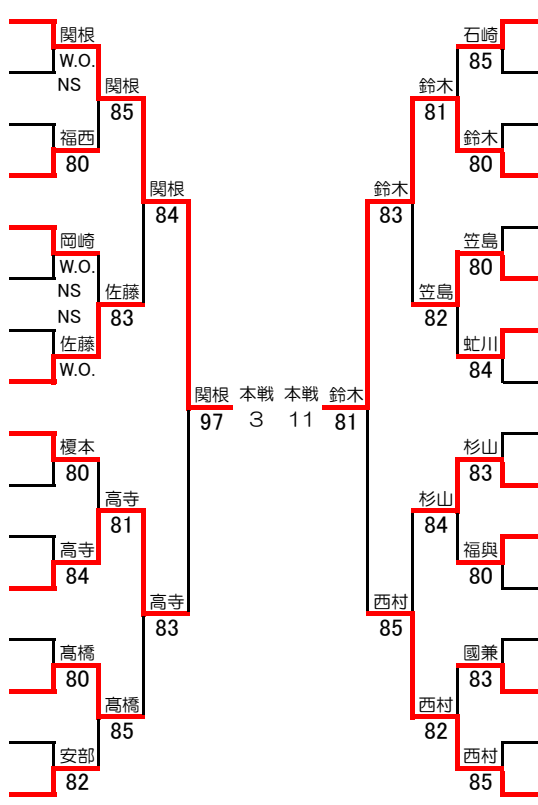 関根
W.O.
NS
関根
85
福西
80
関根
84
岡崎
W.O.
NS
佐藤
NS
83
佐藤
W.O.
関根
97
本戦
3
榎本
80
高寺
81
高寺
84
高寺
83
髙橋
80
髙橋
85
安部
82
石崎
85
鈴木
81
鈴木
80
鈴木
83
笠島
80
笠島
82
虻川
84
本戦
11
鈴木
81
杉山
83
杉山
84
福與
80
西村
85
國兼
83
西村
82
西村
85